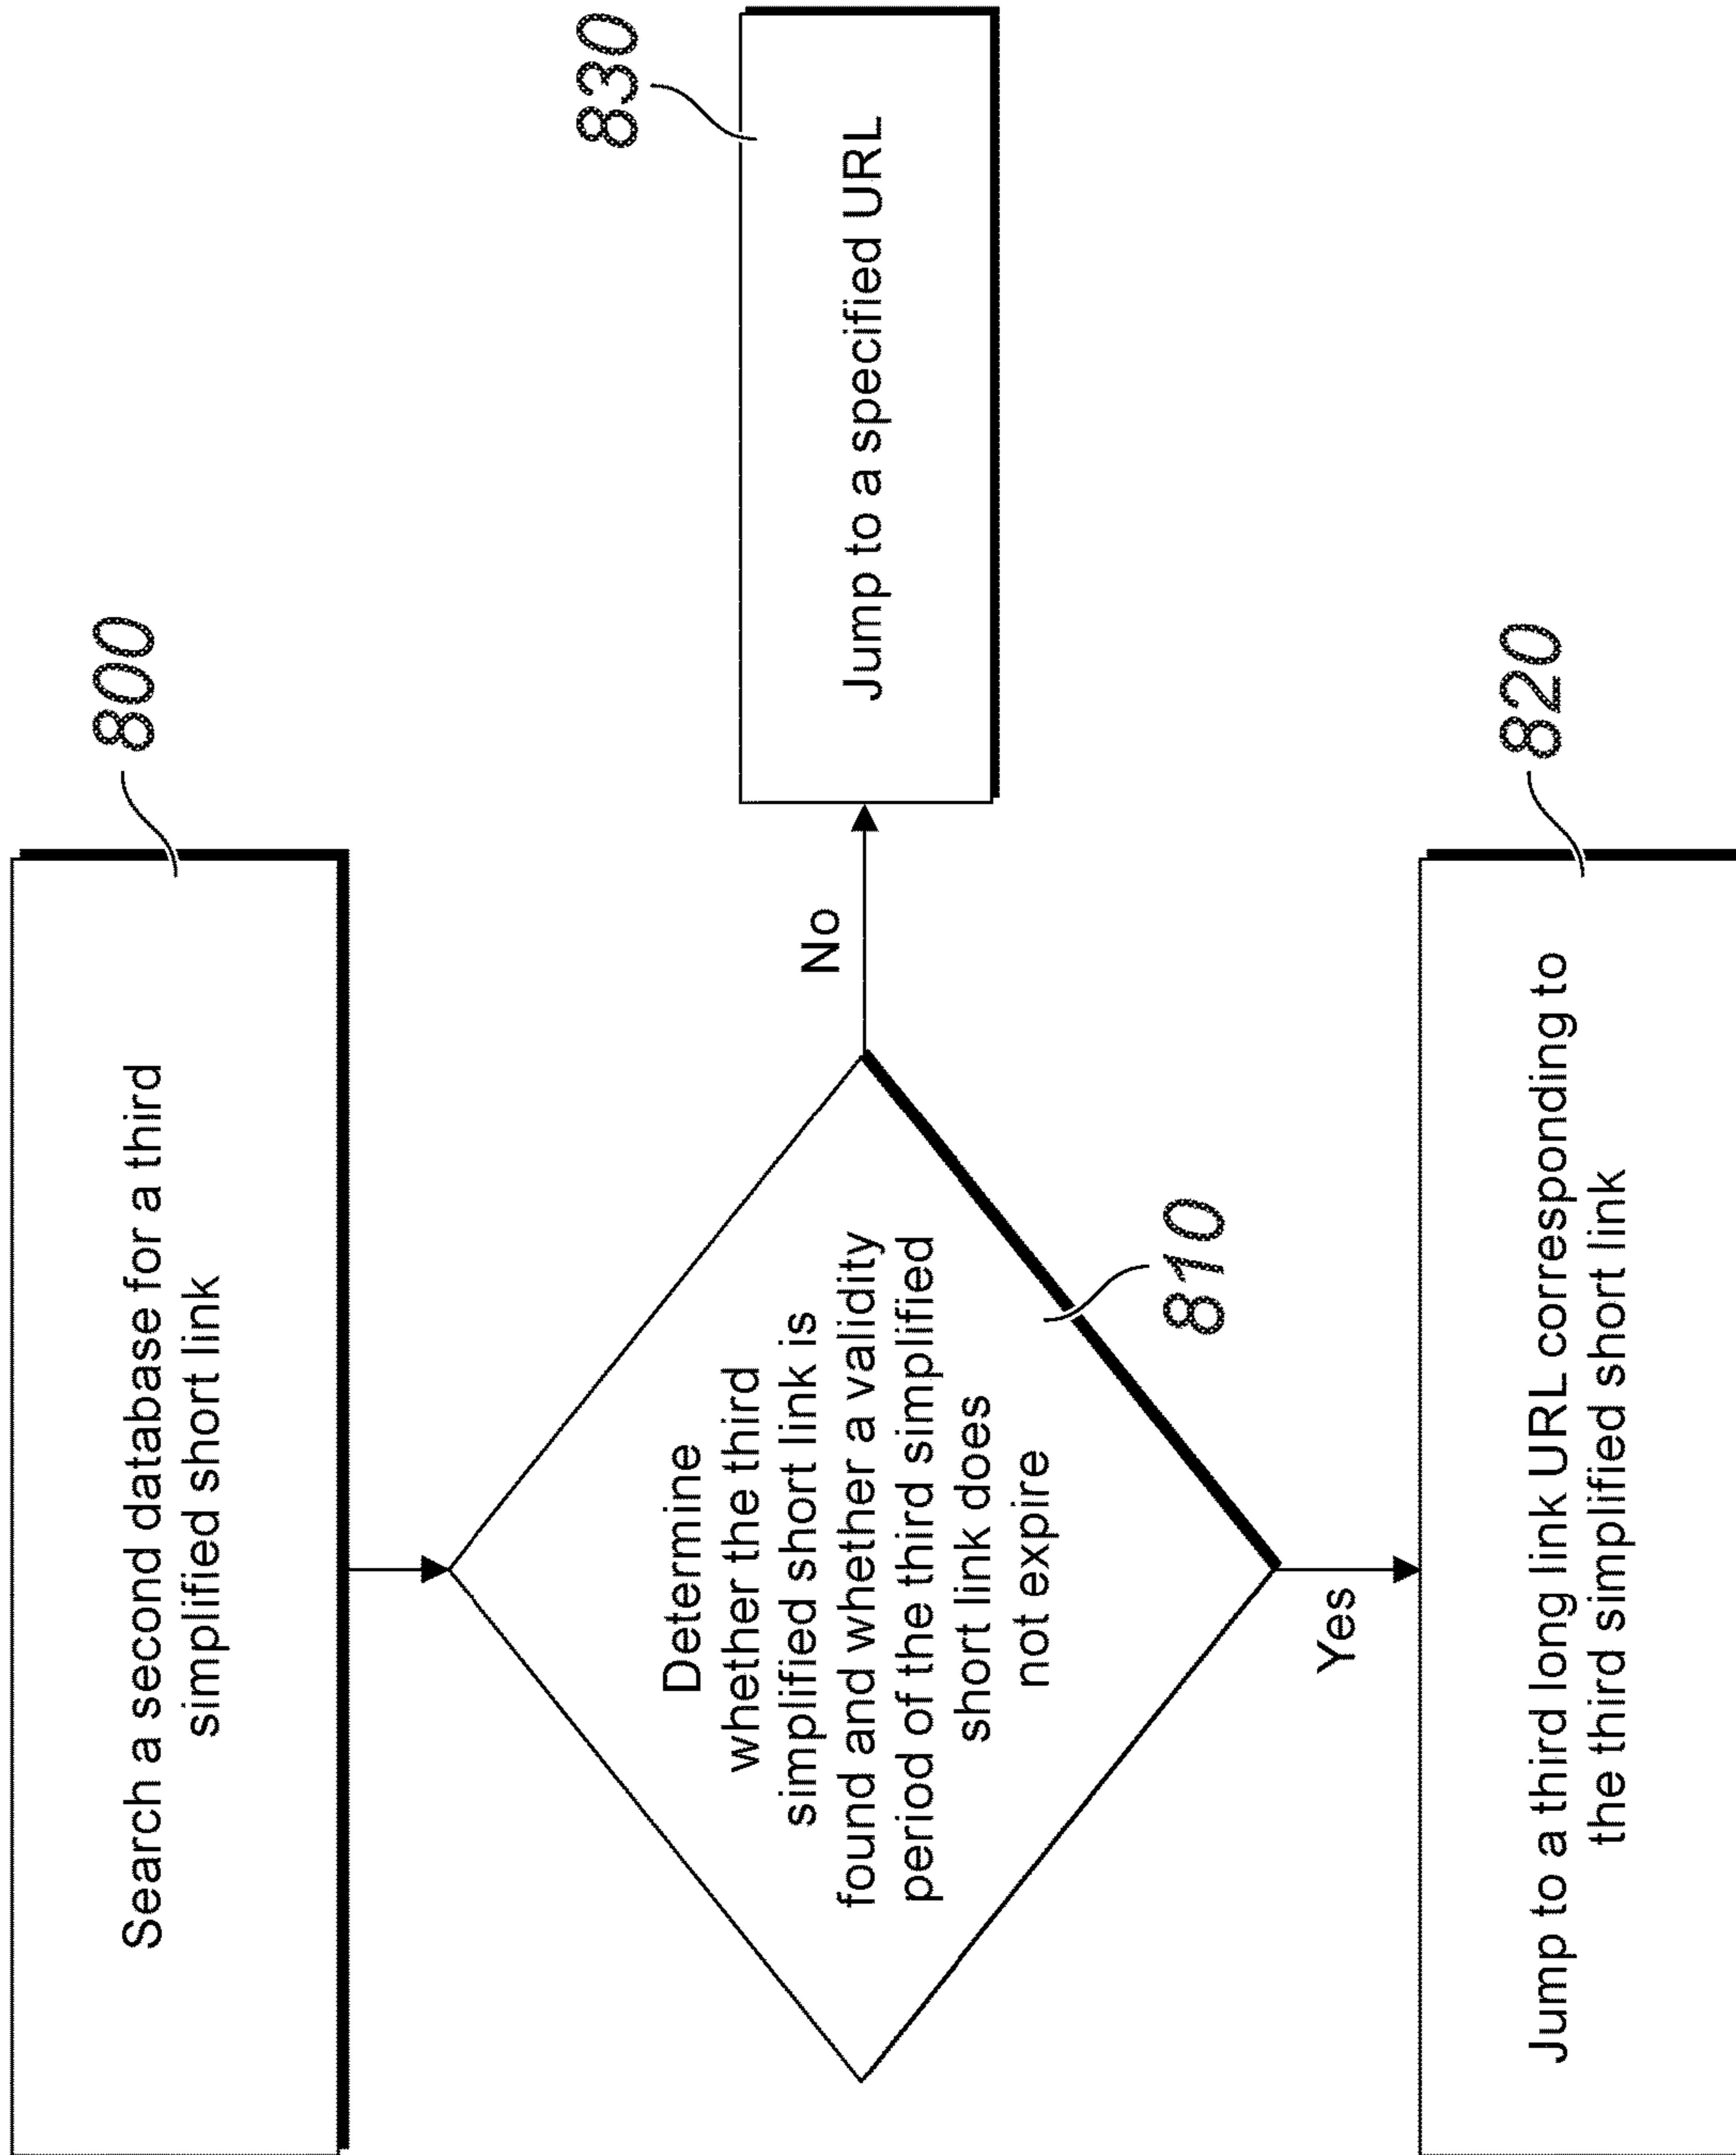 800
Search a second database for a third
simplified short link
Determine
whether the third
simplified short link is
found and whether a validity
period of the third simplified
short link does
not expire
810
No
830
Jump to a specified URL
Yes
820
Jump to a third long link URL corresponding to
the third simplified short link